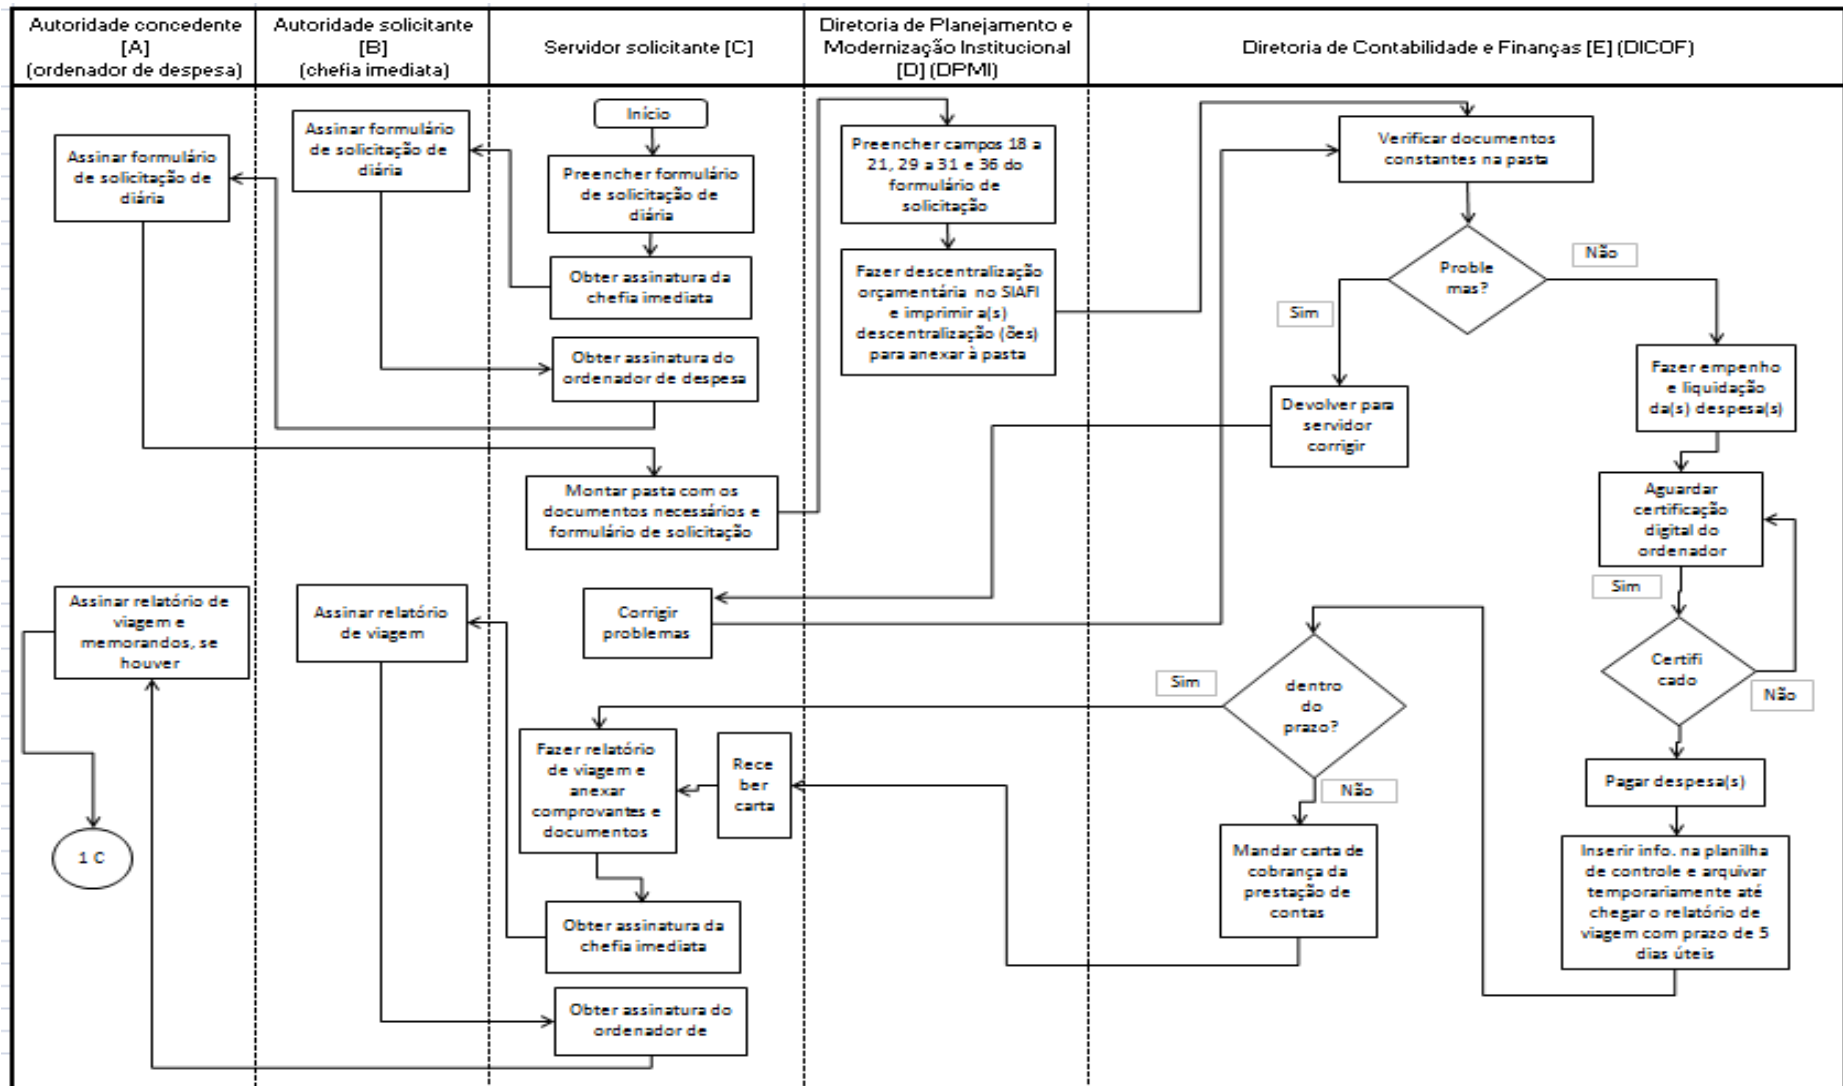 Autoridade concedente
[A]
(ordenador de despesa)
Autoridade solicitante
[B]
(chefia imediata)
Servidor solicitante [C]
Diretoria de Planejamento e
Modernização Institucional
[D] (DPMI)
Diretoria de Contabilidade e Finanças [E] (DICOF)
Início
Preencher formulário
de solicitação de
diária
Obter assinatura da
chefia imediata
Assinar formulário
de solicitação de
diária
Obter assinatura do
ordenador de despesa
Assinar formulário
de solicitação de
diária
Montar pasta com os
documentos necessários e
formulário de solicitação
Preencher campos 18 a
21, 29 a 31 e 36 do
formulário de
solicitação
Fazer descentralização
orçamentária no SIAFI
e imprimir a(s)
descentralização (ões)
para anexar à pasta
Verificar documentos
constantes na pasta
Proble
mas?
Não
Sim
Devolver para
servidor
corrigir
Corrigir
problemas
Fazer empenho
e liquidação
da(s) despesa(s)
Aguardar
certificação
digital do
ordenador
Sim
Certifi
cado
Não
Pagar despesa(s)
Inserir info. na planilha
de controle e arquivar
temporariamente até
chegar o relatório de
viagem com prazo de 5
dias úteis
dentro
do
prazo?
Sim
Não
Mandar carta de
cobrança da
prestação de
contas
Rece
ber
carta
Fazer relatório
de viagem e
anexar
comprovantes e
documentos
Obter assinatura da
chefia imediata
Assinar relatório
de viagem
Obter assinatura do
ordenador de
Assinar relatório de
viagem e
memorandos, se
houver
1 C